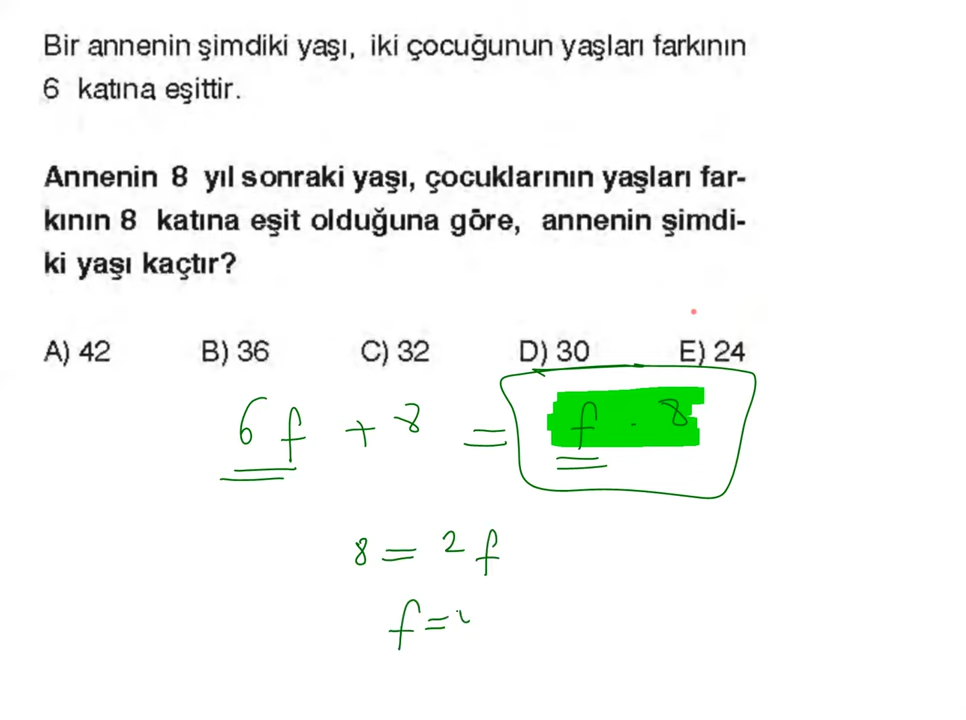 Bir annenin şimdiki yaşı, iki çocuğunun yaşları farkının
6 katına eşittir.
Annenin 8 yıl sonraki yaşı, çocuklarının yaşları far-
kının 8 katına eşit olduğuna göre, annenin şimdi-
ki yaşı kaçtır?
A) 42 B) 36 C) 32 D) 30 E) 24
6f + 8 = f . 8
8 = 2f
f =